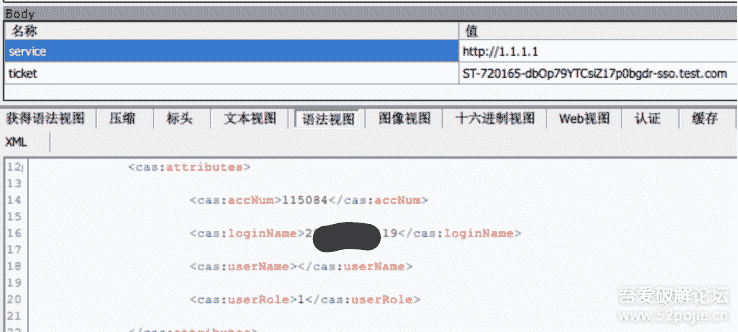 Body
名称 值
service http://1.1.1.1
ticket ST-720165-dbOp79YTCsiZ17p0bgdr-sso.test.com
获得语法视图 压缩 标头 文本视图 语法视图 图像视图 十六进制视图 Web视图 认证 缓存
XML
12 <cas:attributes>
13
14 <cas:accNum>115084</cas:accNum>
15
16 <cas:loginName>2 19</cas:loginName>
17
18 <cas:userName></cas:userName>
19
20 <cas:userRole>1</cas:userRole>
21
吾爱破解论坛
www.52pojie.cn